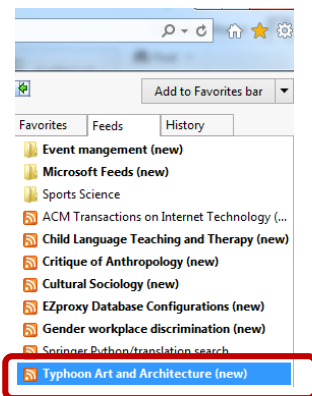 Add to Favorites bar
Favorites Feeds History
Event mangement (new)
Microsoft Feeds (new)
Sports Science
ACM Transactions on Internet Technology (...
Child Language Teaching and Therapy (new)
Critique of Anthropology (new)
Cultural Sociology (new)
EZproxy Database Configurations (new)
Gender workplace discrimination (new)
Springer Python/translation search
Typhoon Art and Architecture (new)